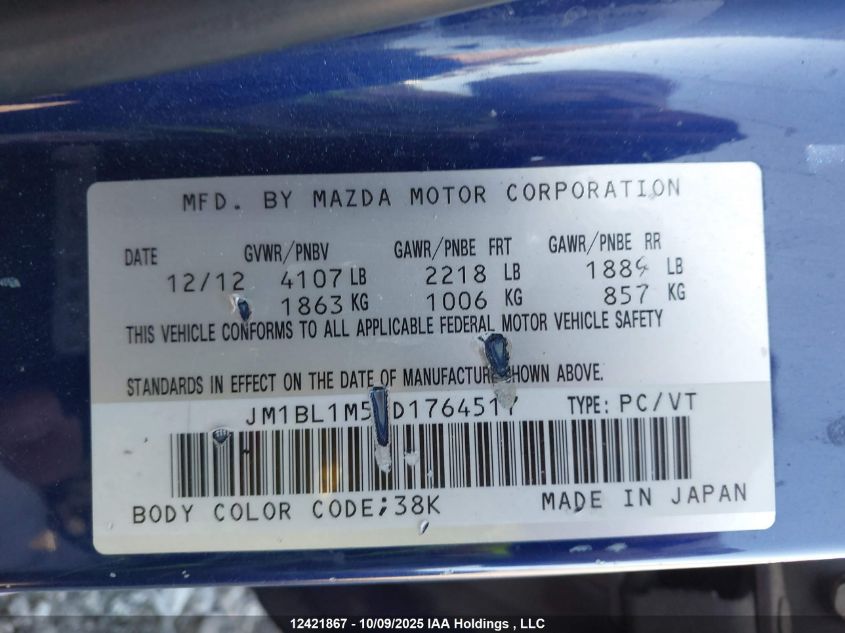 MFD. BY MAZDA MOTOR CORPORATION
DATE GVWR/PNBV GAWR/PNBE FRT GAWR/PNBE RR
12/12 4107 LB 2218 LB 1889 LB
1863 KG 1006 KG 857 KG
THIS VEHICLE CONFORMS TO ALL APPLICABLE FEDERAL MOTOR VEHICLE SAFETY
STANDARDS IN EFFECT ON THE DATE OF MANUFACTURE SHOWN ABOVE.
TYPE: PC/VT
BODY COLOR CODE;38K MADE IN JAPAN
12421867 - 10/09/2025 IAA Holdings , LLC